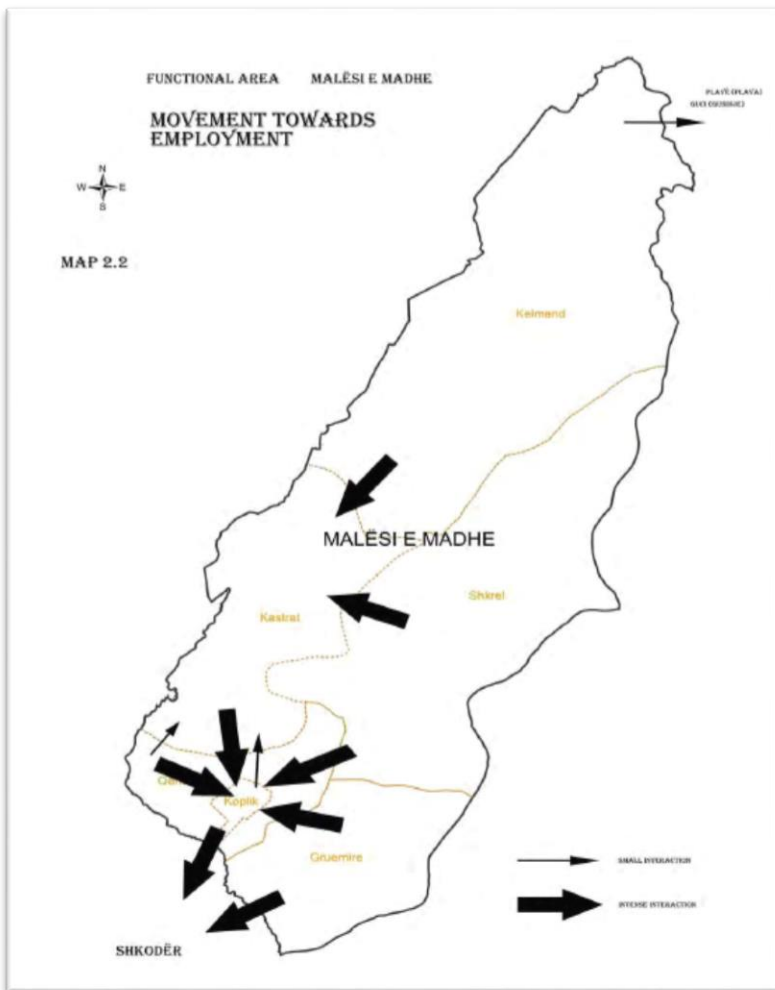 FUNCTIONAL AREA MALËSI E MADHE
MOVEMENT TOWARDS
EMPLOYMENT
N
W E
S
MAP 2.2
Kelmend
MALËSI E MADHE
Shkrel
Kastrat
Koplik
Gruemire
SHKODËR
SMALL INTERACTION
INTENSE INTERACTION